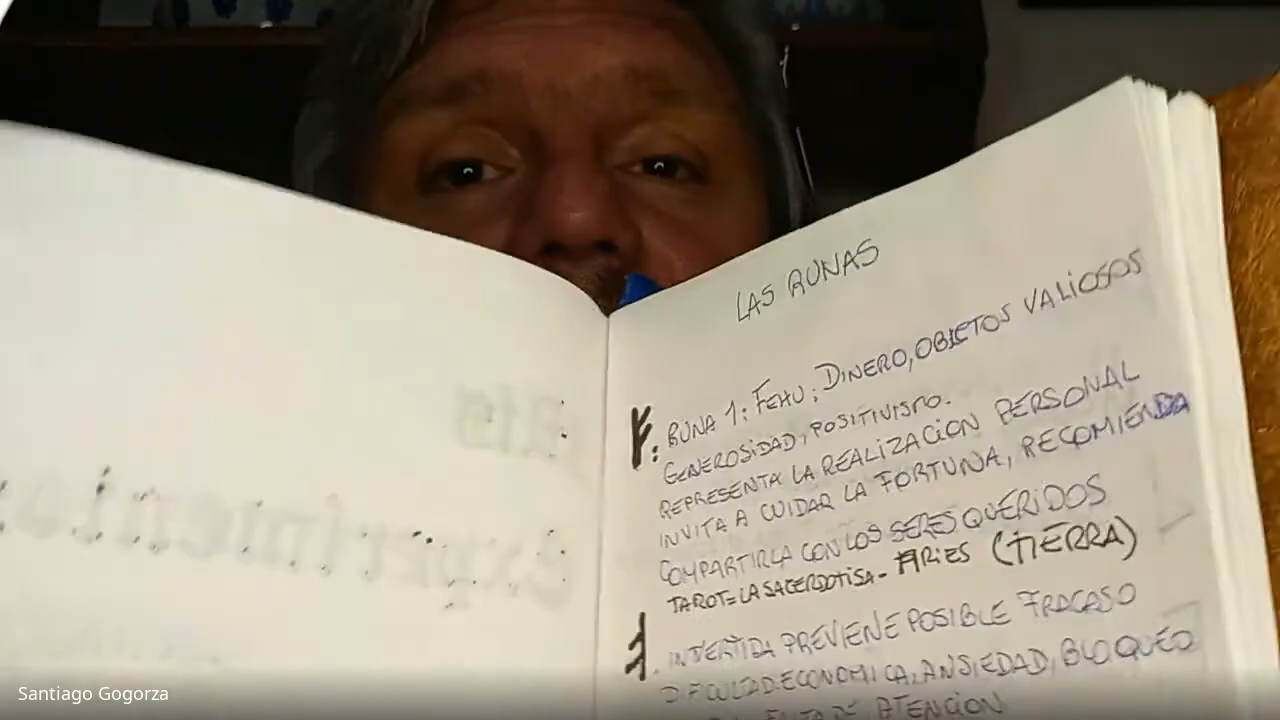 LAS RUNAS
RUNA 1: FEHU: DINERO, OBJETOS VALIOSOS
GENEROSIDAD, POSITIVISMO.
REPRESENTA LA REALIZACION PERSONAL
INVITA A CUIDAR LA FORTUNA, RECOMIENDA
COMPARTIRLA CON LOS SERES QUERIDOS
TAROT=LA SACERDOTISA- ARIES (TIERRA)
INVERTIDA PREVIENE POSIBLE FRACASO
DIFICULTAD.ECONOMICA, ANSIEDAD, BLOQUEO
ATENCION
Santiago Gogorza